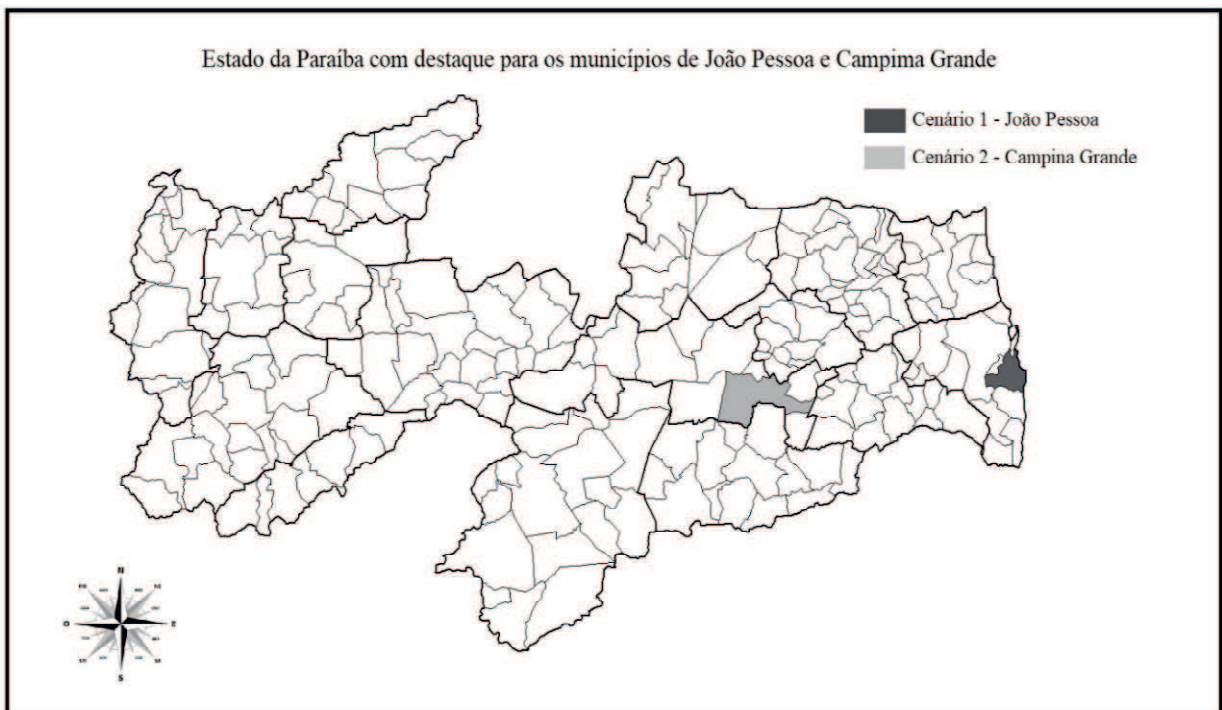 Estado da Paraíba com destaque para os municípios de João Pessoa e Campima Grande
Cenário 1 - João Pessoa
Cenário 2 - Campina Grande
N
O
E
S